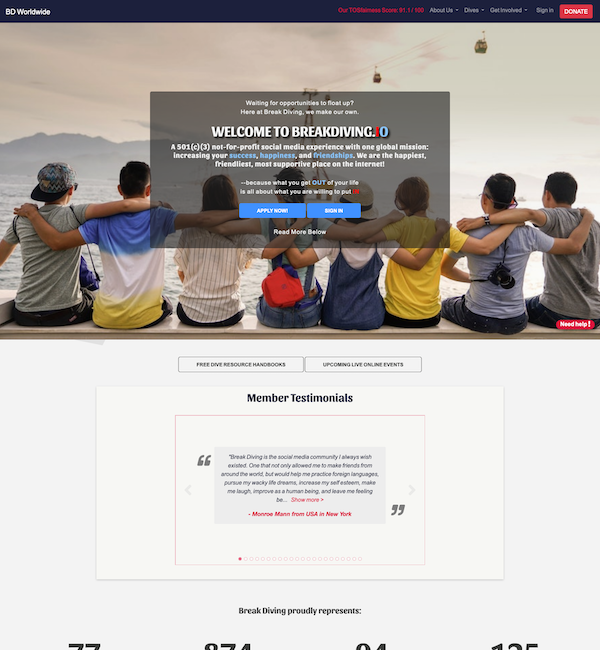 BD Worldwide
Our TOSfairness Score: 91.1 / 100 About Us Dives Get Involved Sign in DONATE
Waiting for opportunities to float up?
Here at Break Diving, we make our own.
WELCOME TO BREAKDIVING.IO
A 501(c)(3) not-for-profit social media experience with one global mission:
increasing your success, happiness, and friendships. We are the happiest,
friendliest, most supportive place on the internet!
--because what you get OUT of your life
is all about what you are willing to put
APPLY NOW! SIGN IN
Read More Below
Need help!
FREE DIVE RESOURCE HANDBOOKS UPCOMING LIVE ONLINE EVENTS
Member Testimonials
"Break Diving is the social media community I always wish
existed. One that not only allowed me to make friends from
around the world, but would help me practice foreign languages,
pursue my wacky life dreams, increase my self esteem, make
me laugh, improve as a human being, and leave me feeling
be... Show more >
- Monroe Mann from USA in New York
Break Diving proudly represents: